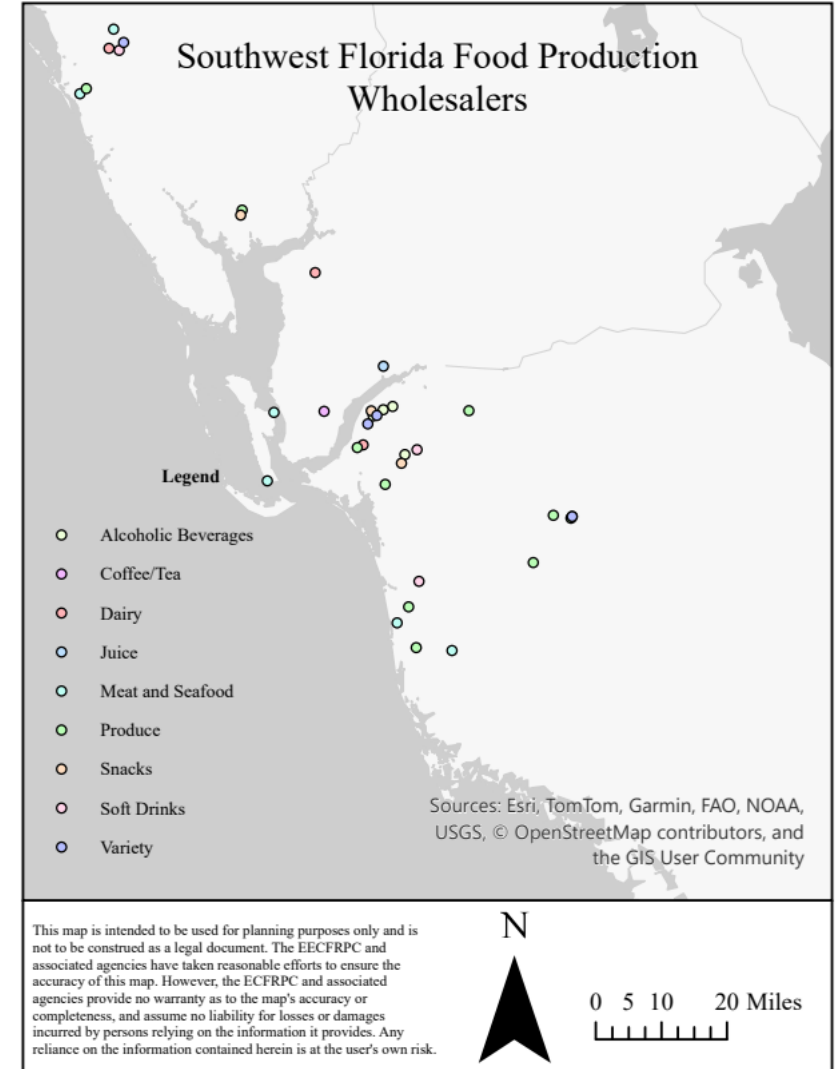 Southwest Florida Food Production
Wholesalers
Legend
Alcoholic Beverages
Coffee/Tea
Dairy
Juice
Meat and Seafood
Produce
Snacks
Soft Drinks
Variety
Sources: Esri, TomTom, Garmin, FAO, NOAA,
USGS, © OpenStreetMap contributors, and
the GIS User Community
This map is intended to be used for planning purposes only and is
not to be construed as a legal document. The EECFRPC and
associated agencies have taken reasonable efforts to ensure the
accuracy of this map. However, the ECFRPC and associated
agencies provide no warranty as to the map's accuracy or
completeness, and assume no liability for losses or damages
incurred by persons relying on the information it provides. Any
reliance on the information contained herein is at the user's own risk.
N
0 5 10 20 Miles